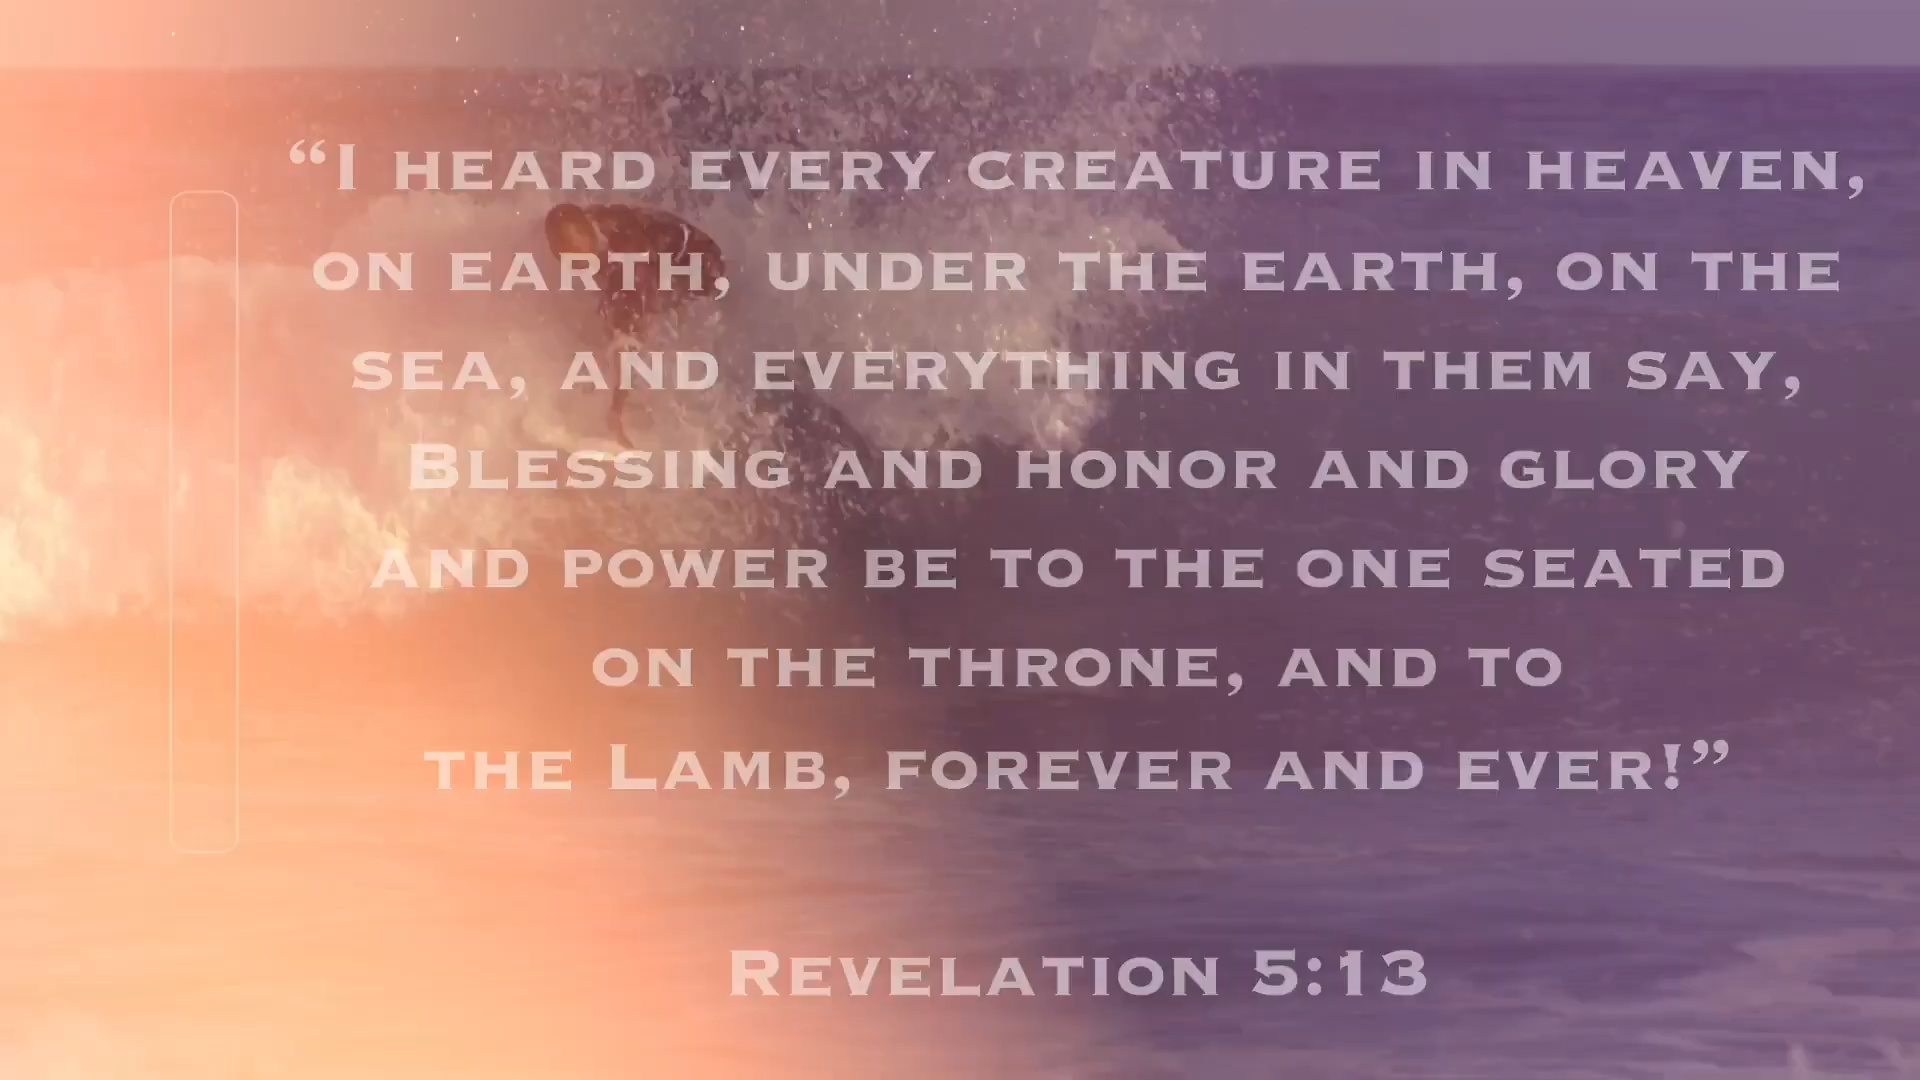 “I heard every creature in heaven,
on earth, under the earth, on the
sea, and everything in them say,
Blessing and honor and glory
and power be to the one seated
on the throne, and to
the Lamb, forever and ever!”
Revelation 5:13